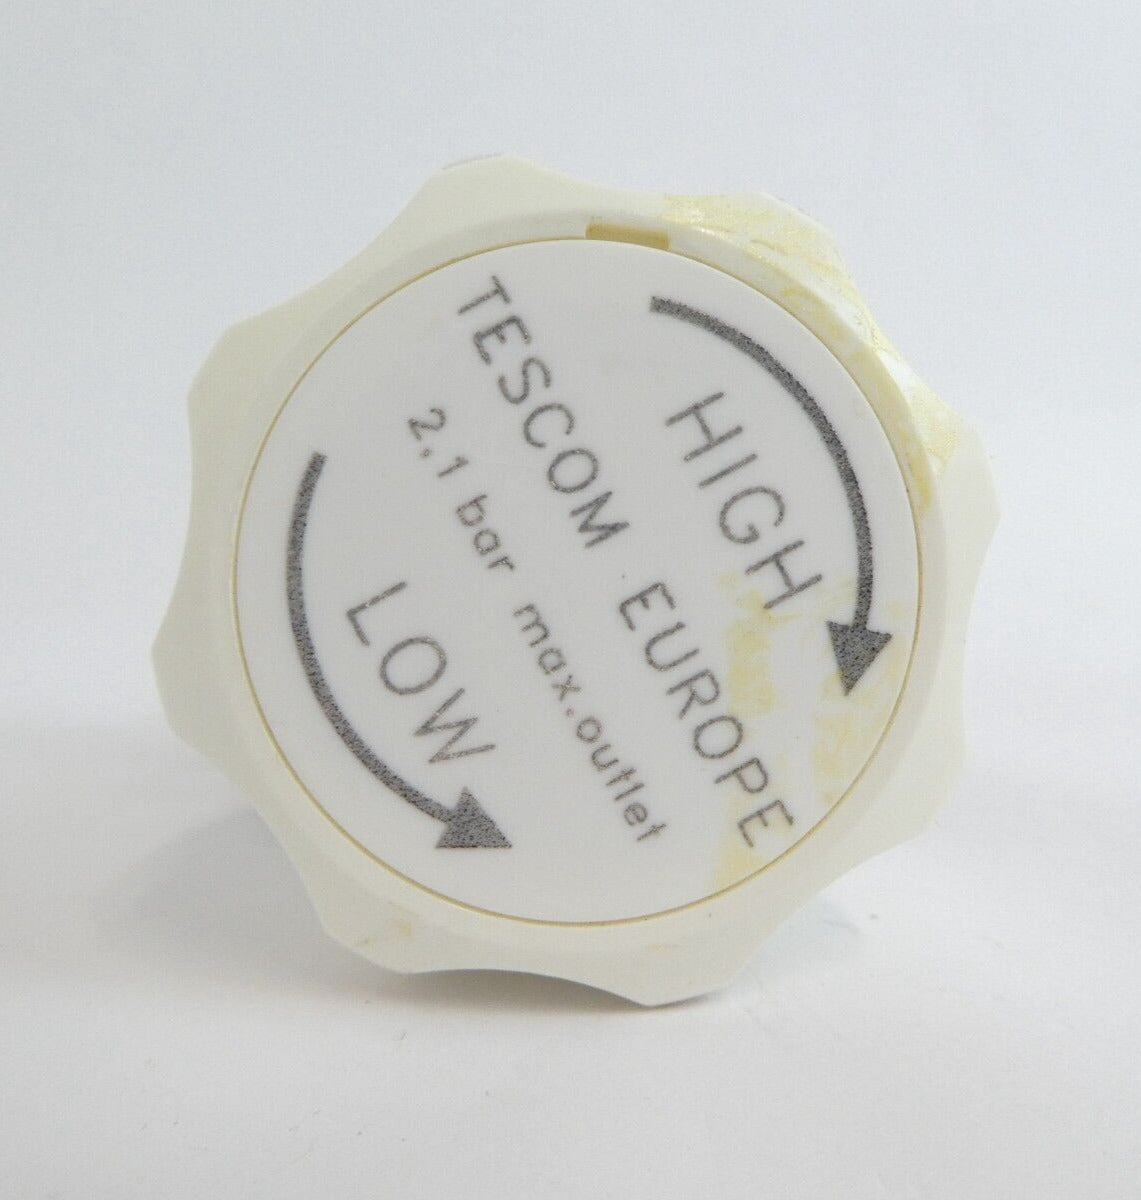 HIGH
TESCOM EUROPE
2,1 bar max.outlet
LOW